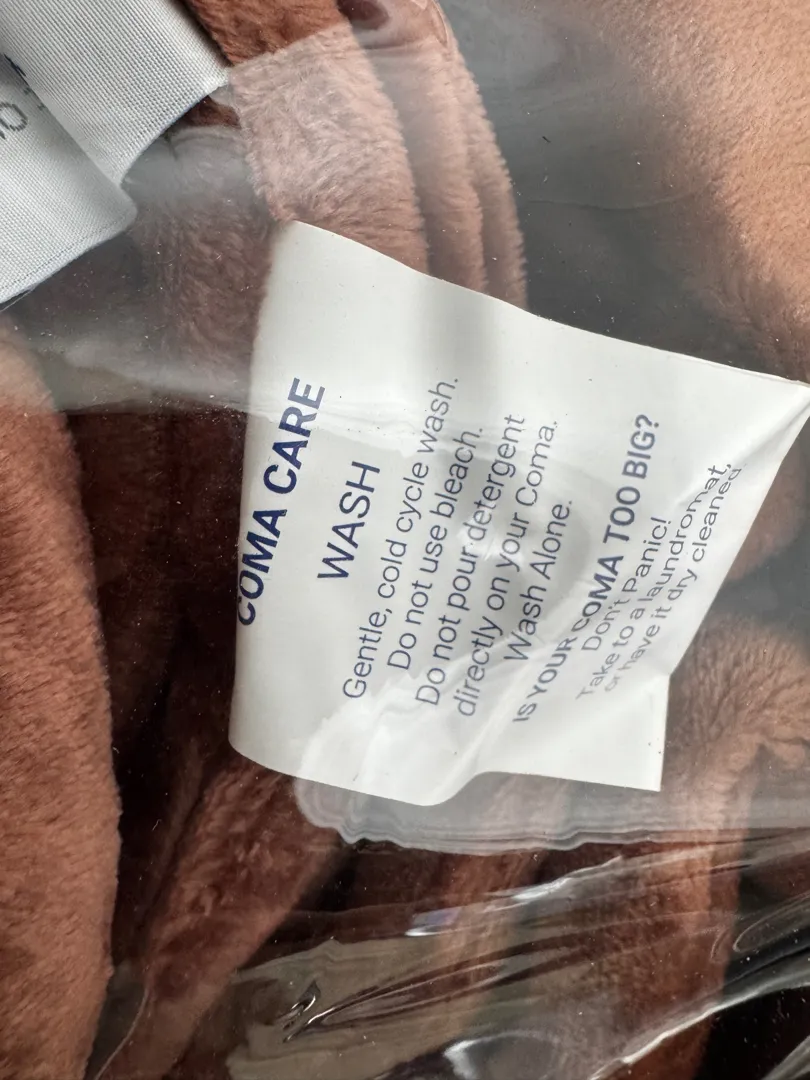 COMA CARE
WASH
Gentle, cold cycle wash.
Do not use bleach.
Do not pour detergent
directly on your Coma.
Wash Alone.
IS YOUR COMA TOO BIG?
Don't Panic!
Take to a laundromat,
or have it dry cleaned.